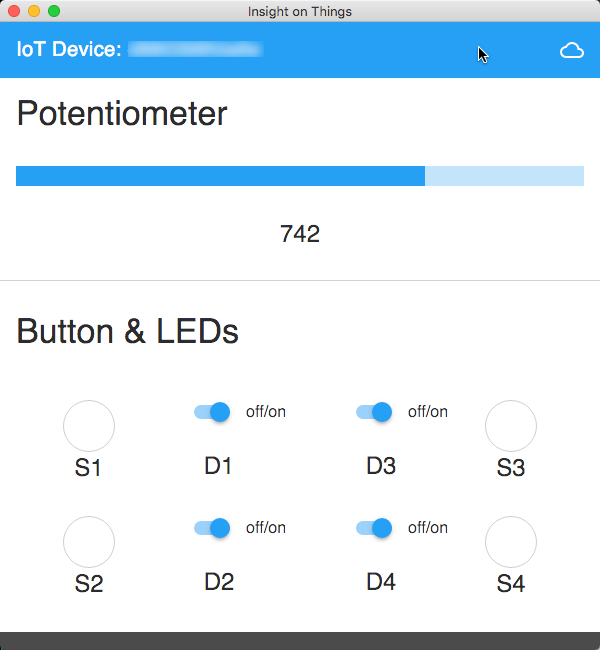 Insight on Things
IoT Device:
Potentiometer
742
Button & LEDs
off/on
off/on
S1
D1
D3
S3
off/on
off/on
S2
D2
D4
S4